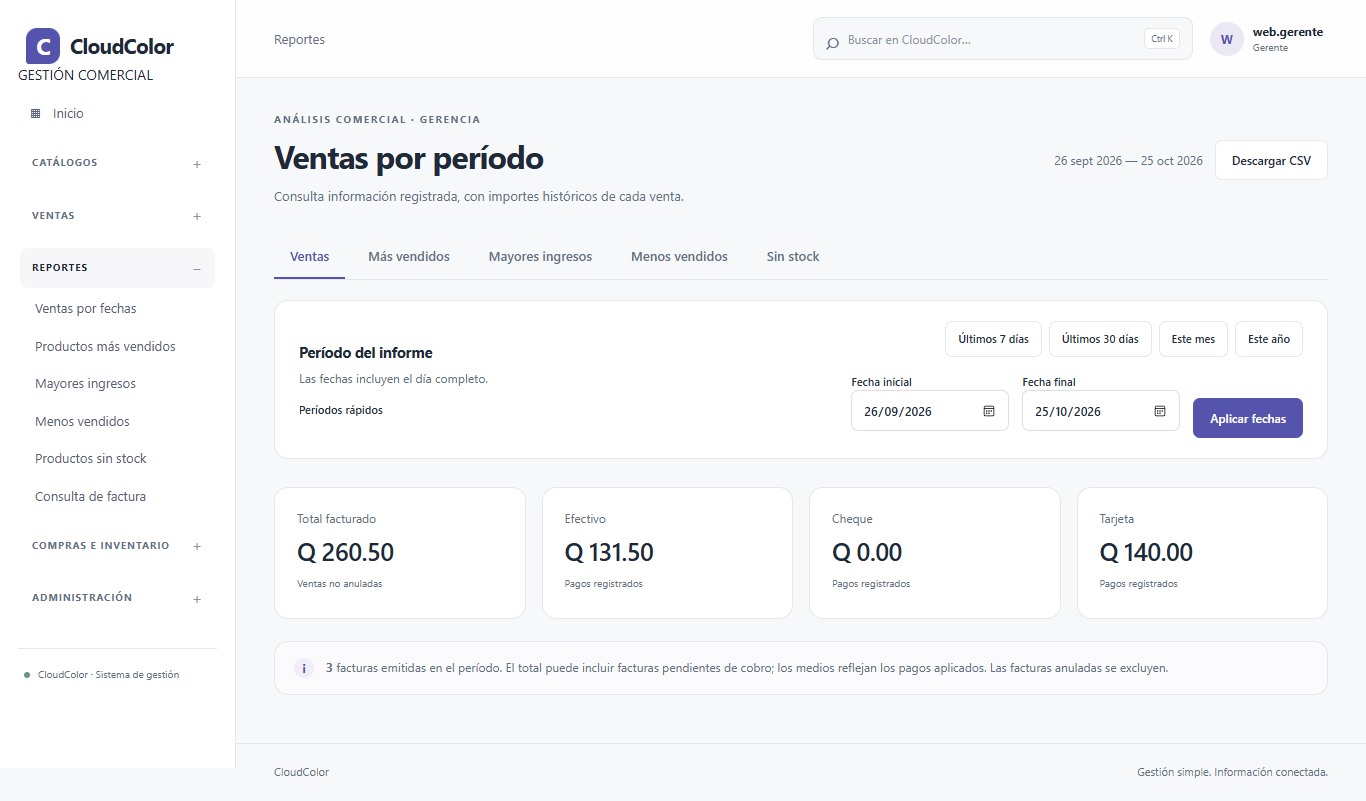 C CloudColor
GESTIÓN COMERCIAL
Inicio
CATÁLOGOS +
VENTAS +
REPORTES –
Ventas por fechas
Productos más vendidos
Mayores ingresos
Menos vendidos
Productos sin stock
Consulta de factura
COMPRAS E INVENTARIO +
ADMINISTRACIÓN +
CloudColor · Sistema de gestión
Reportes
Buscar en CloudColor...
Ctrl K
W
web.gerente
Gerente
ANÁLISIS COMERCIAL · GERENCIA
Ventas por período
26 sept 2026 — 25 oct 2026
Descargar CSV
Consulta información registrada, con importes históricos de cada venta.
Ventas Más vendidos Mayores ingresos Menos vendidos Sin stock
Período del informe
Las fechas incluyen el día completo.
Períodos rápidos
Últimos 7 días Últimos 30 días Este mes Este año
Fecha inicial Fecha final
26/09/2026 25/10/2026 Aplicar fechas
Total facturado
Q 260.50
Ventas no anuladas
Efectivo
Q 131.50
Pagos registrados
Cheque
Q 0.00
Pagos registrados
Tarjeta
Q 140.00
Pagos registrados
i 3 facturas emitidas en el período. El total puede incluir facturas pendientes de cobro; los medios reflejan los pagos aplicados. Las facturas anuladas se excluyen.
CloudColor
Gestión simple. Información conectada.